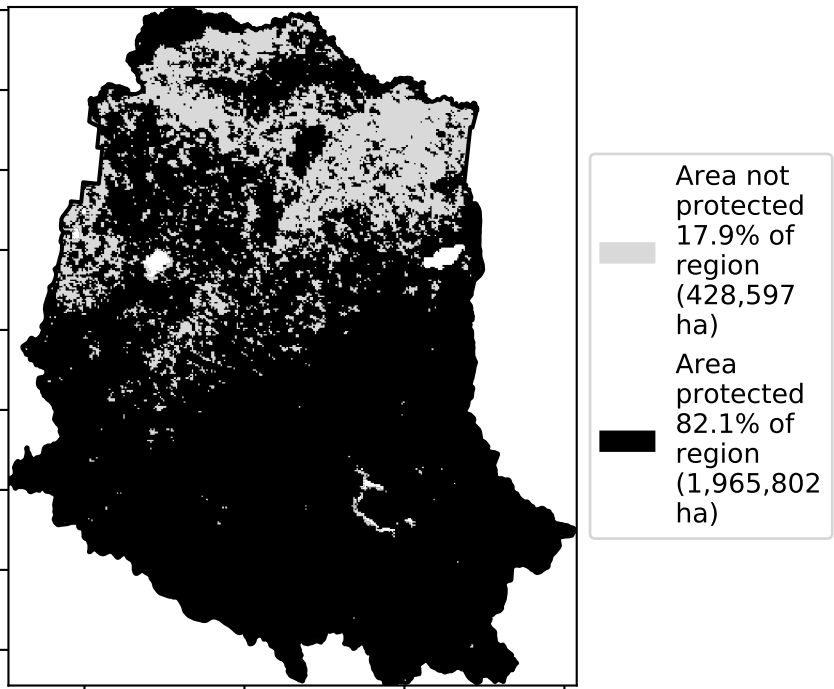 Area not
protected
17.9% of
region
(428,597
ha)
Area
protected
82.1% of
region
(1,965,802
ha)